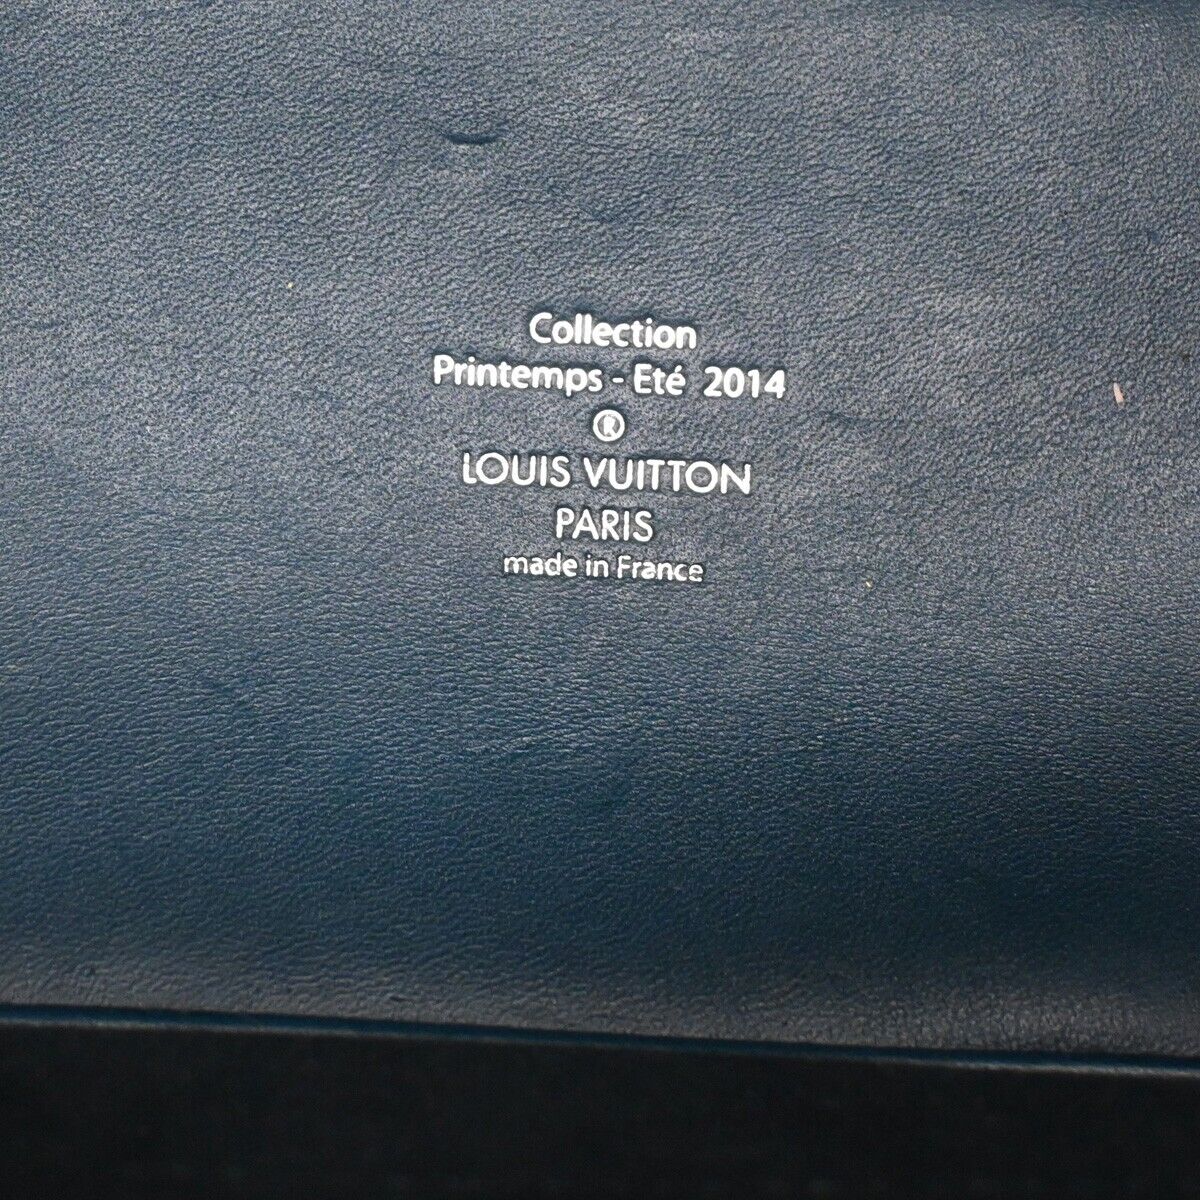 Collection
Printemps - Eté 2014
®
LOUIS VUITTON
PARIS
made in France